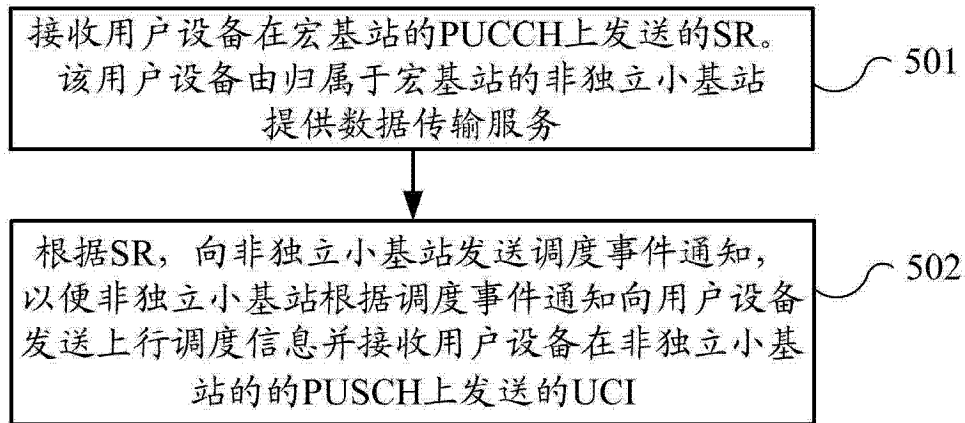 接收用户设备在宏基站的PUCCH上发送的SR。
该用户设备由归属于宏基站的非独立小基站
提供数据传输服务
501
根据SR，向非独立小基站发送调度事件通知，
以便非独立小基站根据调度事件通知向用户设备
发送上行调度信息并接收用户设备在非独立小基
站的的PUSCH上发送的UCI
502